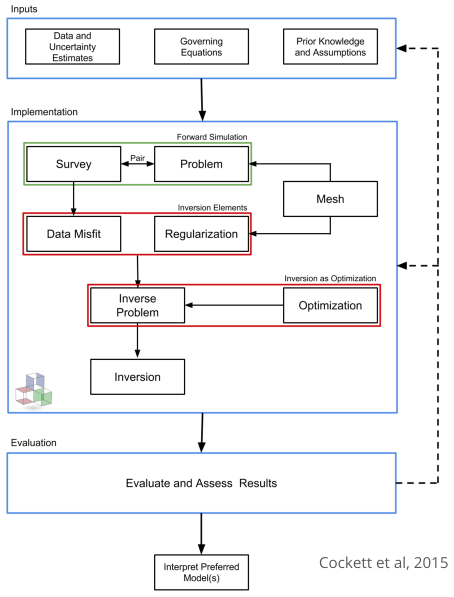 Inputs
Data and
Uncertainty
Estimates
Governing
Equations
Prior Knowledge
and Assumptions
Implementation
Forward Simulation
Survey
Pair
Problem
Mesh
Inversion Elements
Data Misfit
Regularization
Inversion as Optimization
Inverse
Problem
Optimization
Inversion
Evaluation
Evaluate and Assess Results
Interpret Preferred
Model(s)
Cockett et al, 2015